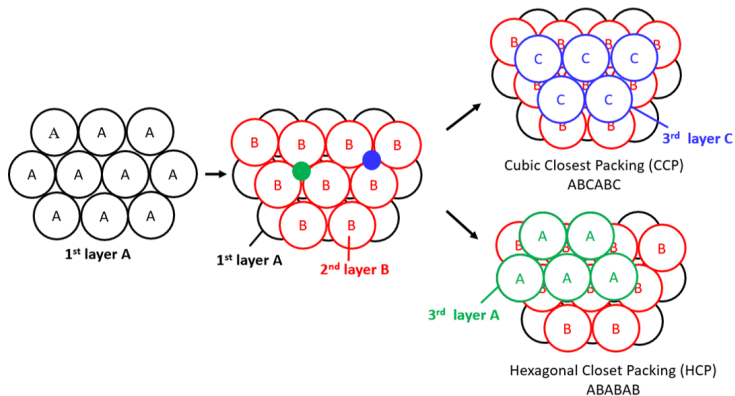 A A A
A A A A
A A A
1st layer A
B B B B
B B B
B B
1st layer A
2nd layer B
B B B B
C C C
B B
C C
B B
3rd layer C
Cubic Closest Packing (CCP)
ABCABC
A A
B B B
A A A
B B B
B B
3rd layer A
Hexagonal Closet Packing (HCP)
ABABAB